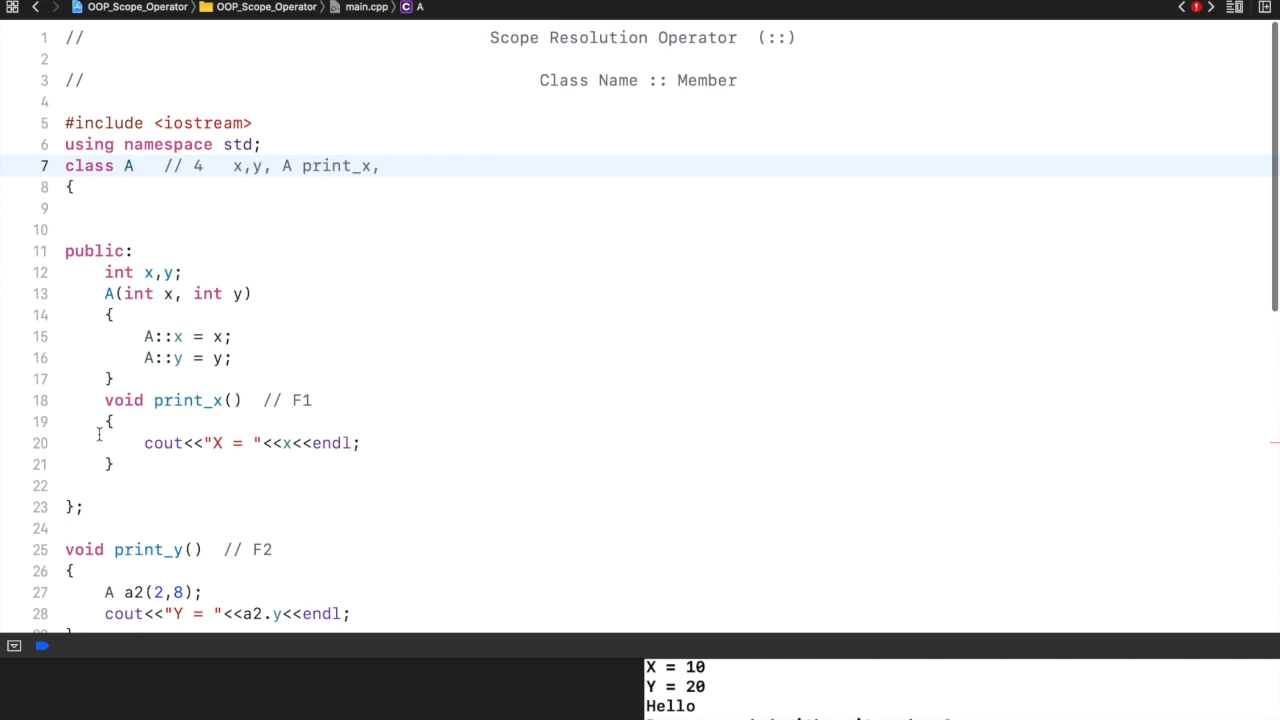 OOP_Scope_Operator OOP_Scope_Operator main.cpp C A
1 // Scope Resolution Operator (::)
2
3 // Class Name :: Member
4
5 #include <iostream>
6 using namespace std;
7 class A // 4 x,y, A print_x,
8 {
9
10
11 public:
12 int x,y;
13 A(int x, int y)
14 {
15 A::x = x;
16 A::y = y;
17 }
18 void print_x() // F1
19 {
20 cout<<"X = "<<x<<endl;
21 }
22
23 };
24
25 void print_y() // F2
26 {
27 A a2(2,8);
28 cout<<"Y = "<<a2.y<<endl;
X = 10
Y = 20
Hello